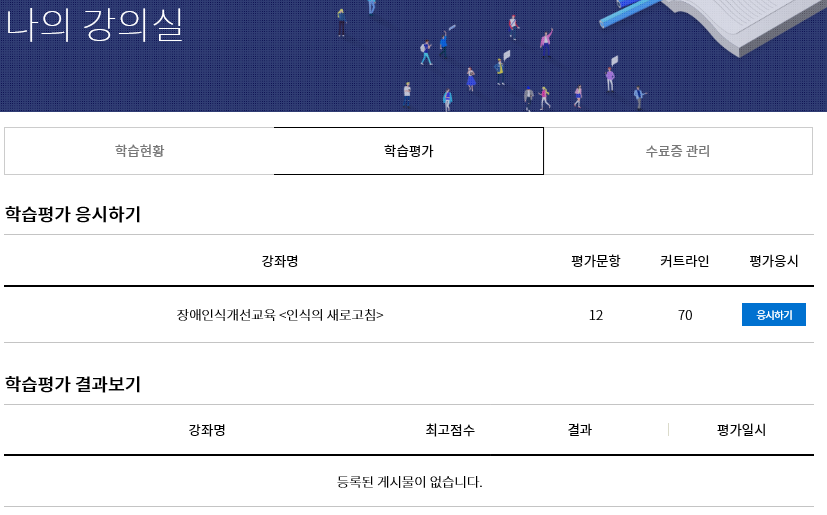 나의 강의실
학습현황 학습평가 수료증 관리
학습평가 응시하기
강좌명 평가문항 커트라인 평가응시
장애인식개선교육 <인식의 새로고침> 12 70 응시하기
학습평가 결과보기
강좌명 최고점수 결과 평가일시
등록된 게시물이 없습니다.